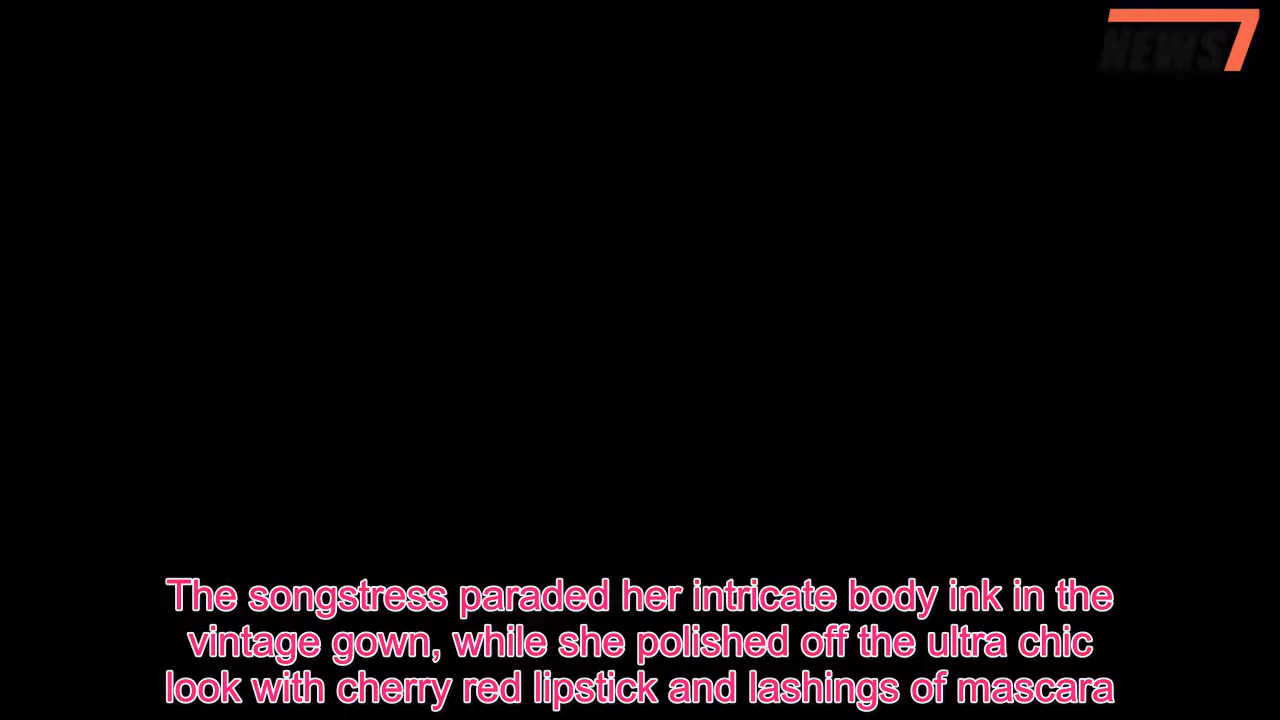 NEWS7
The songstress paraded her intricate body ink in the
vintage gown, while she polished off the ultra chic
look with cherry red lipstick and lashings of mascara